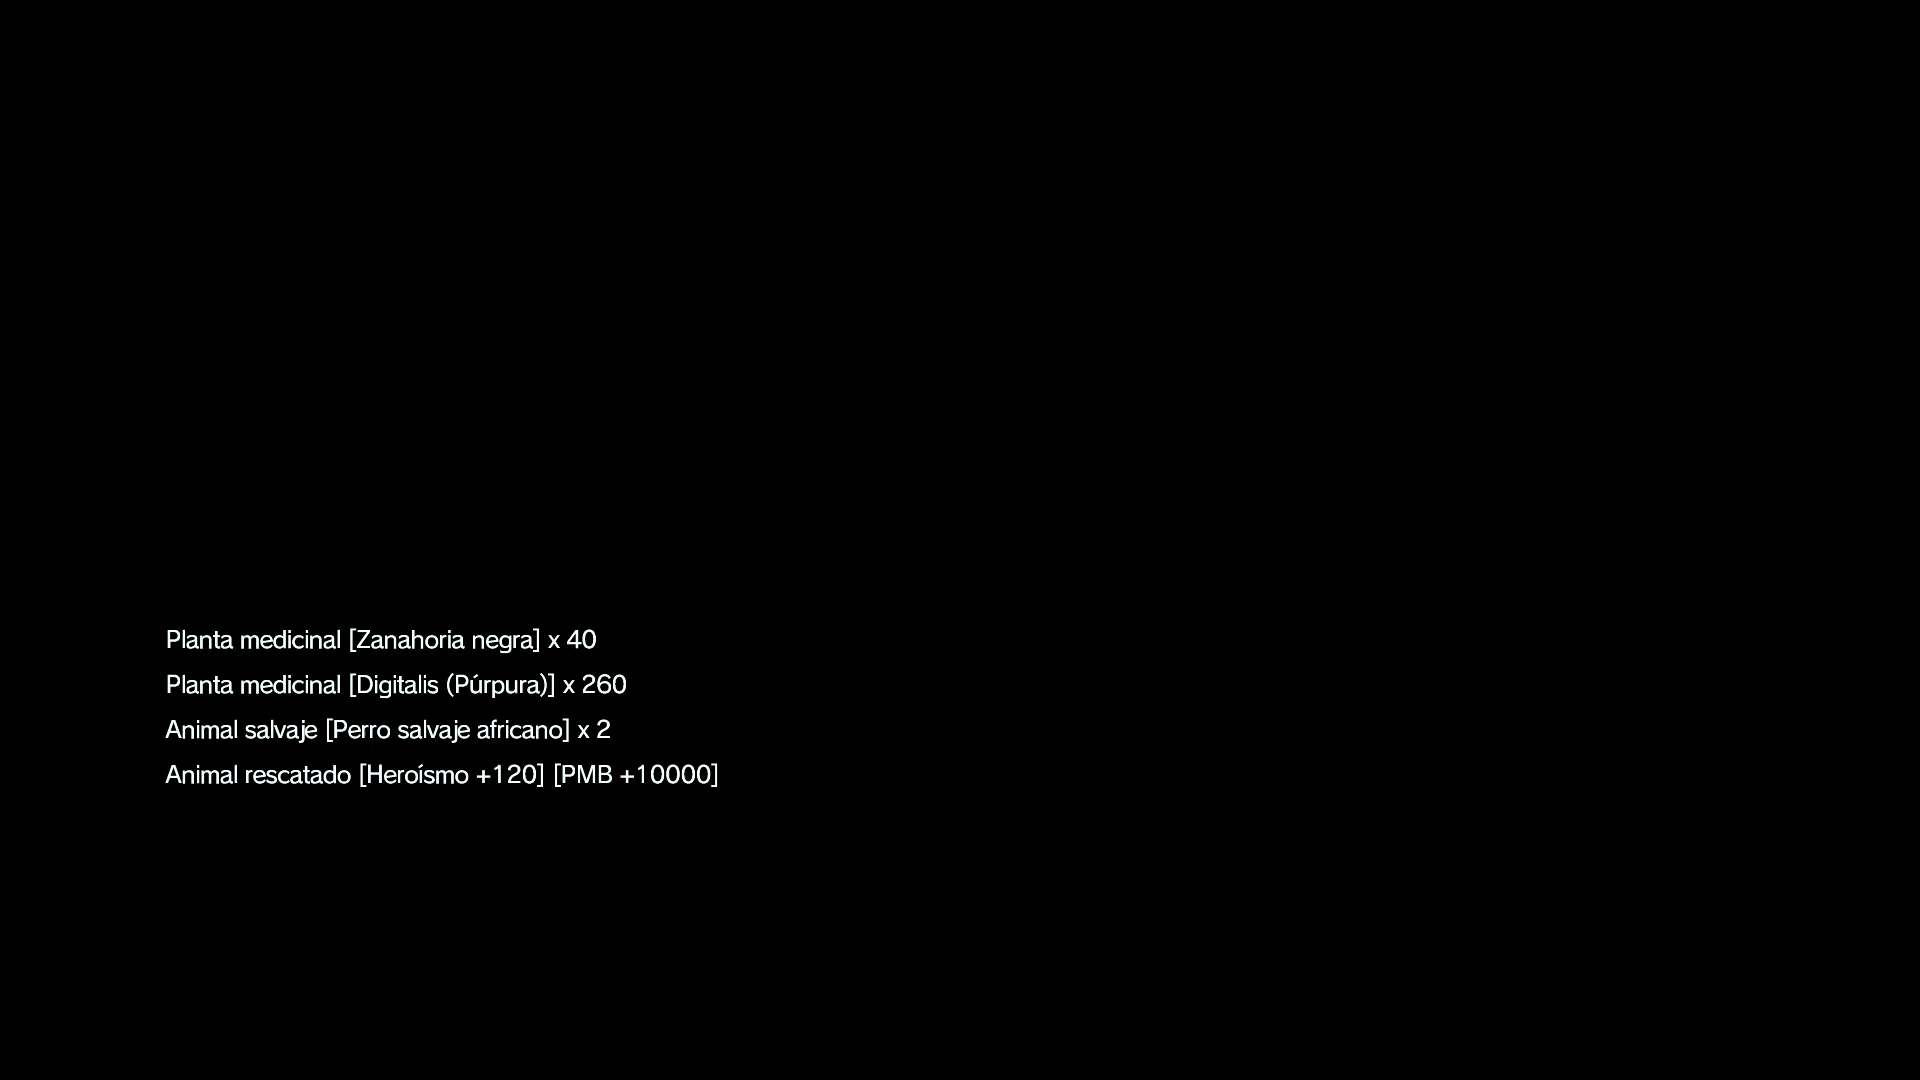 Planta medicinal [Zanahoria negra] x 40
Planta medicinal [Digitalis (Púrpura)] x 260
Animal salvaje [Perro salvaje africano] x 2
Animal rescatado [Heroísmo +120] [PMB +10000]